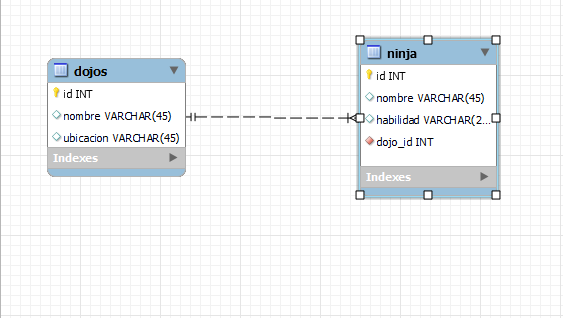 dojos
id INT
nombre VARCHAR(45)
ubicacion VARCHAR(45)
Indexes
ninja
id INT
nombre VARCHAR(45)
habilidad VARCHAR(2...
dojo_id INT
Indexes